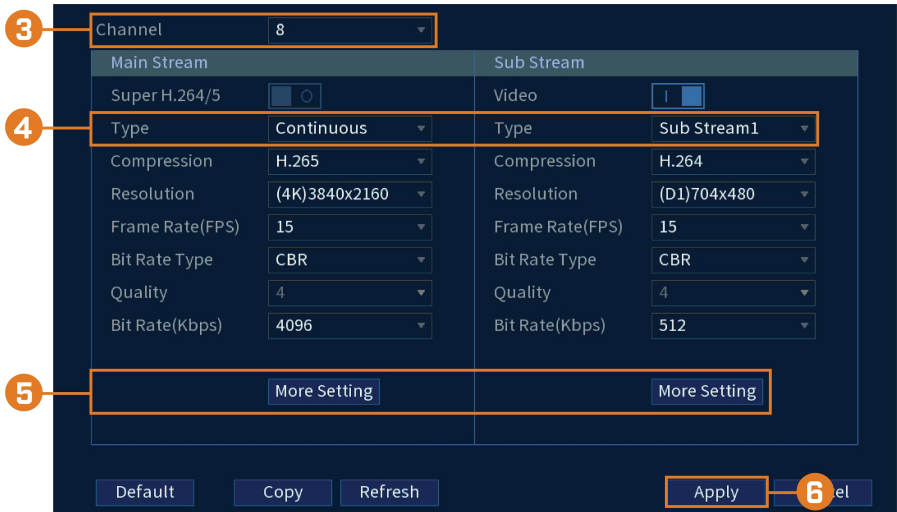 3 Channel 8
Main Stream Sub Stream
Super H.264/5 Video
4 Type Continuous Type Sub Stream1
Compression H.265 Compression H.264
Resolution (4K)3840x2160 Resolution (D1)704x480
Frame Rate(FPS) 15 Frame Rate(FPS) 15
Bit Rate Type CBR Bit Rate Type CBR
Quality 4 Quality 4
Bit Rate(Kbps) 4096 Bit Rate(Kbps) 512
5 More Setting More Setting
Default Copy Refresh Apply 6